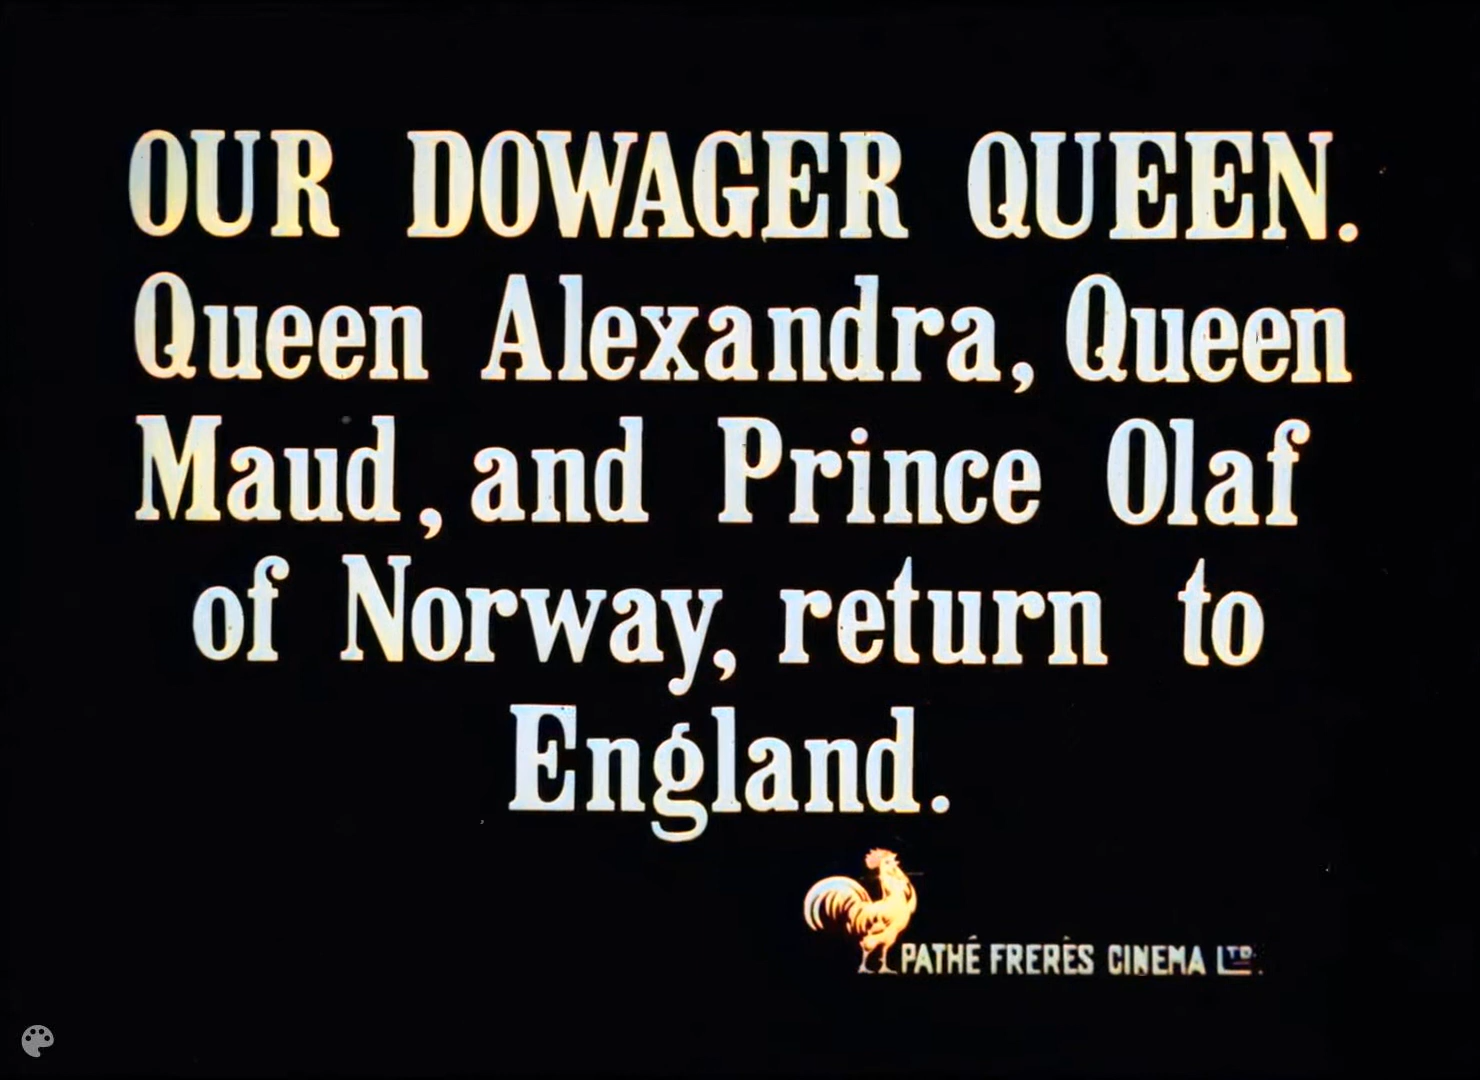 OUR DOWAGER QUEEN.
Queen Alexandra, Queen
Maud, and Prince Olaf
of Norway, return to
England.
PATHÉ FRERÈS CINEMA LTD.